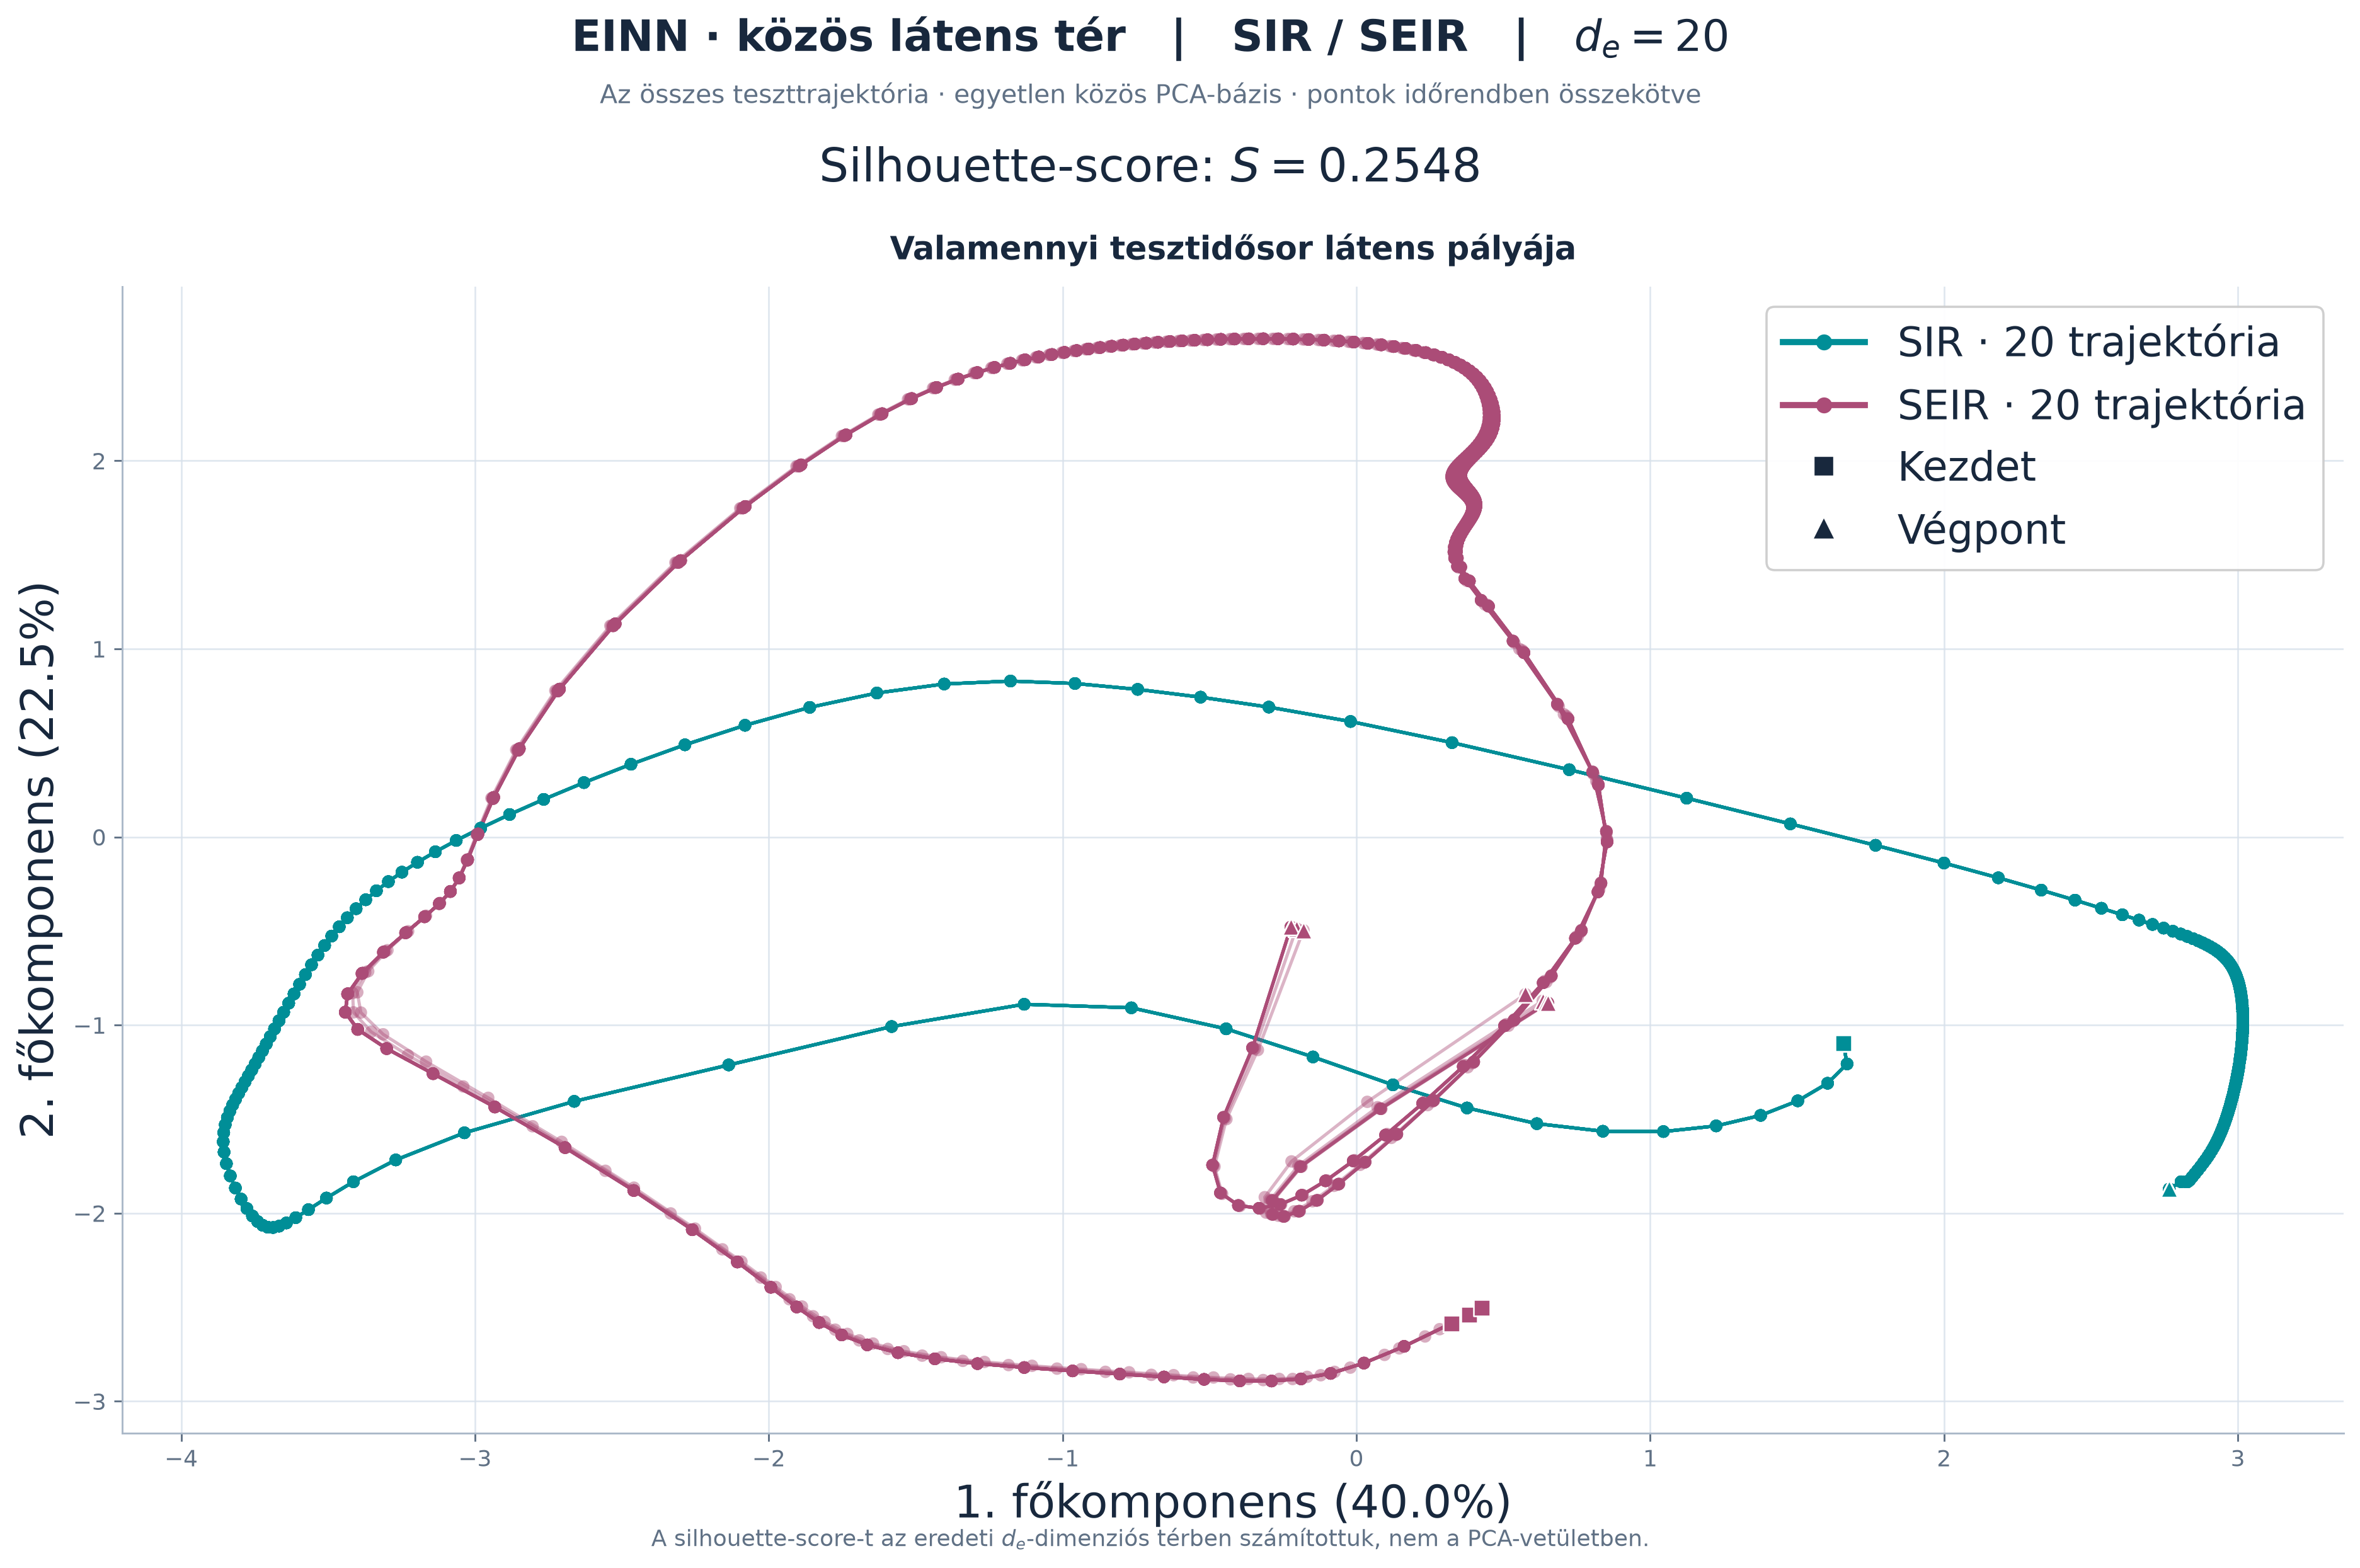 EINN · közös látens tér | SIR / SEIR | dₑ = 20
Az összes teszttrajektória · egyetlen közös PCA-bázis · pontok időrendben összekötve
Silhouette-score: S = 0.2548
Valamennyi tesztidősor látens pályája
SIR · 20 trajektória
SEIR · 20 trajektória
Kezdet
Végpont
2. főkomponens (22.5%)
2
1
0
−1
−2
−3
−4
−3
−2
−1
0
1
2
3
1. főkomponens (40.0%)
A silhouette-score-t az eredeti dₑ-dimenziós térben számítottuk, nem a PCA-vetületben.